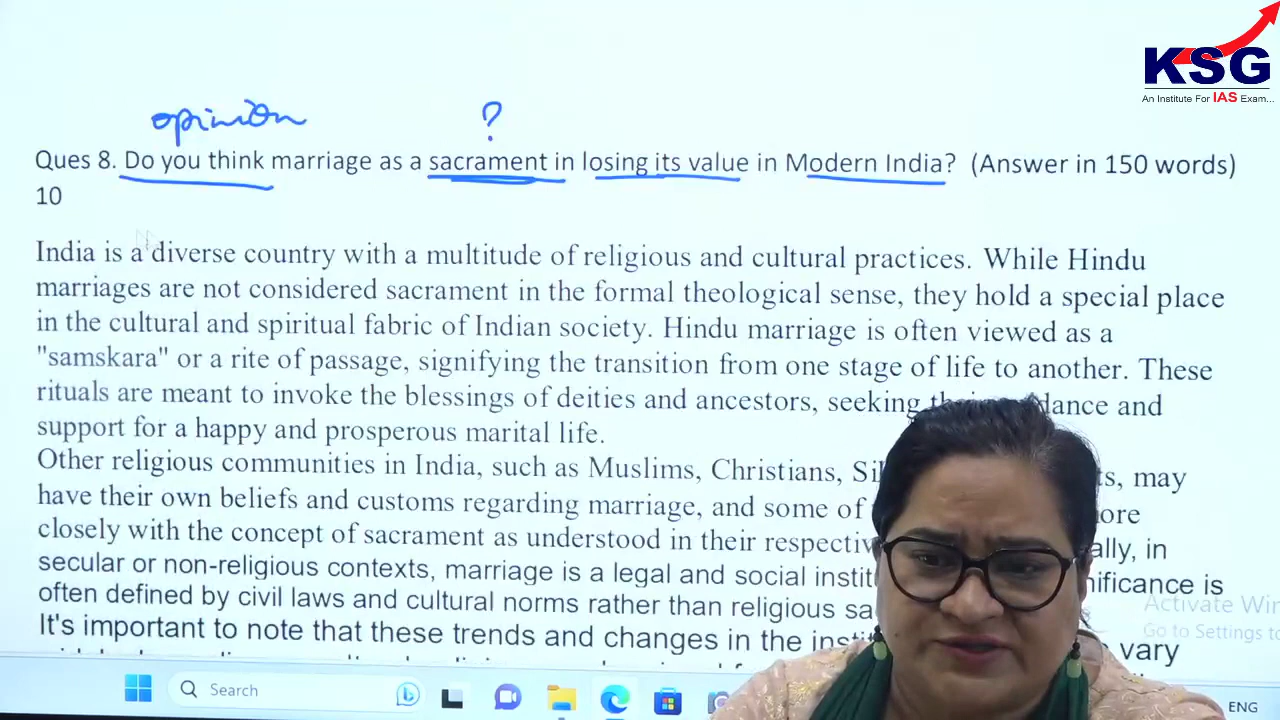 KSG
An Institute For IAS Exam...
opinion ?
Ques 8. Do you think marriage as a sacrament in losing its value in Modern India? (Answer in 150 words)
10
India is a diverse country with a multitude of religious and cultural practices. While Hindu
marriages are not considered sacrament in the formal theological sense, they hold a special place
in the cultural and spiritual fabric of Indian society. Hindu marriage is often viewed as a
"samskara" or a rite of passage, signifying the transition from one stage of life to another. These
rituals are meant to invoke the blessings of deities and ancestors, seeking and
support for a happy and prosperous marital life.
Other religious communities in India, such as Muslims, Christians, may
have their own beliefs and customs regarding marriage, and some of
closely with the concept of sacrament as understood in their in
secular or non-religious contexts, marriage is a legal and social is
often defined by civil laws and cultural norms rather than religious
It's important to note that these trends and changes in the vary
Activate
Go to Settings to
Search
ENG